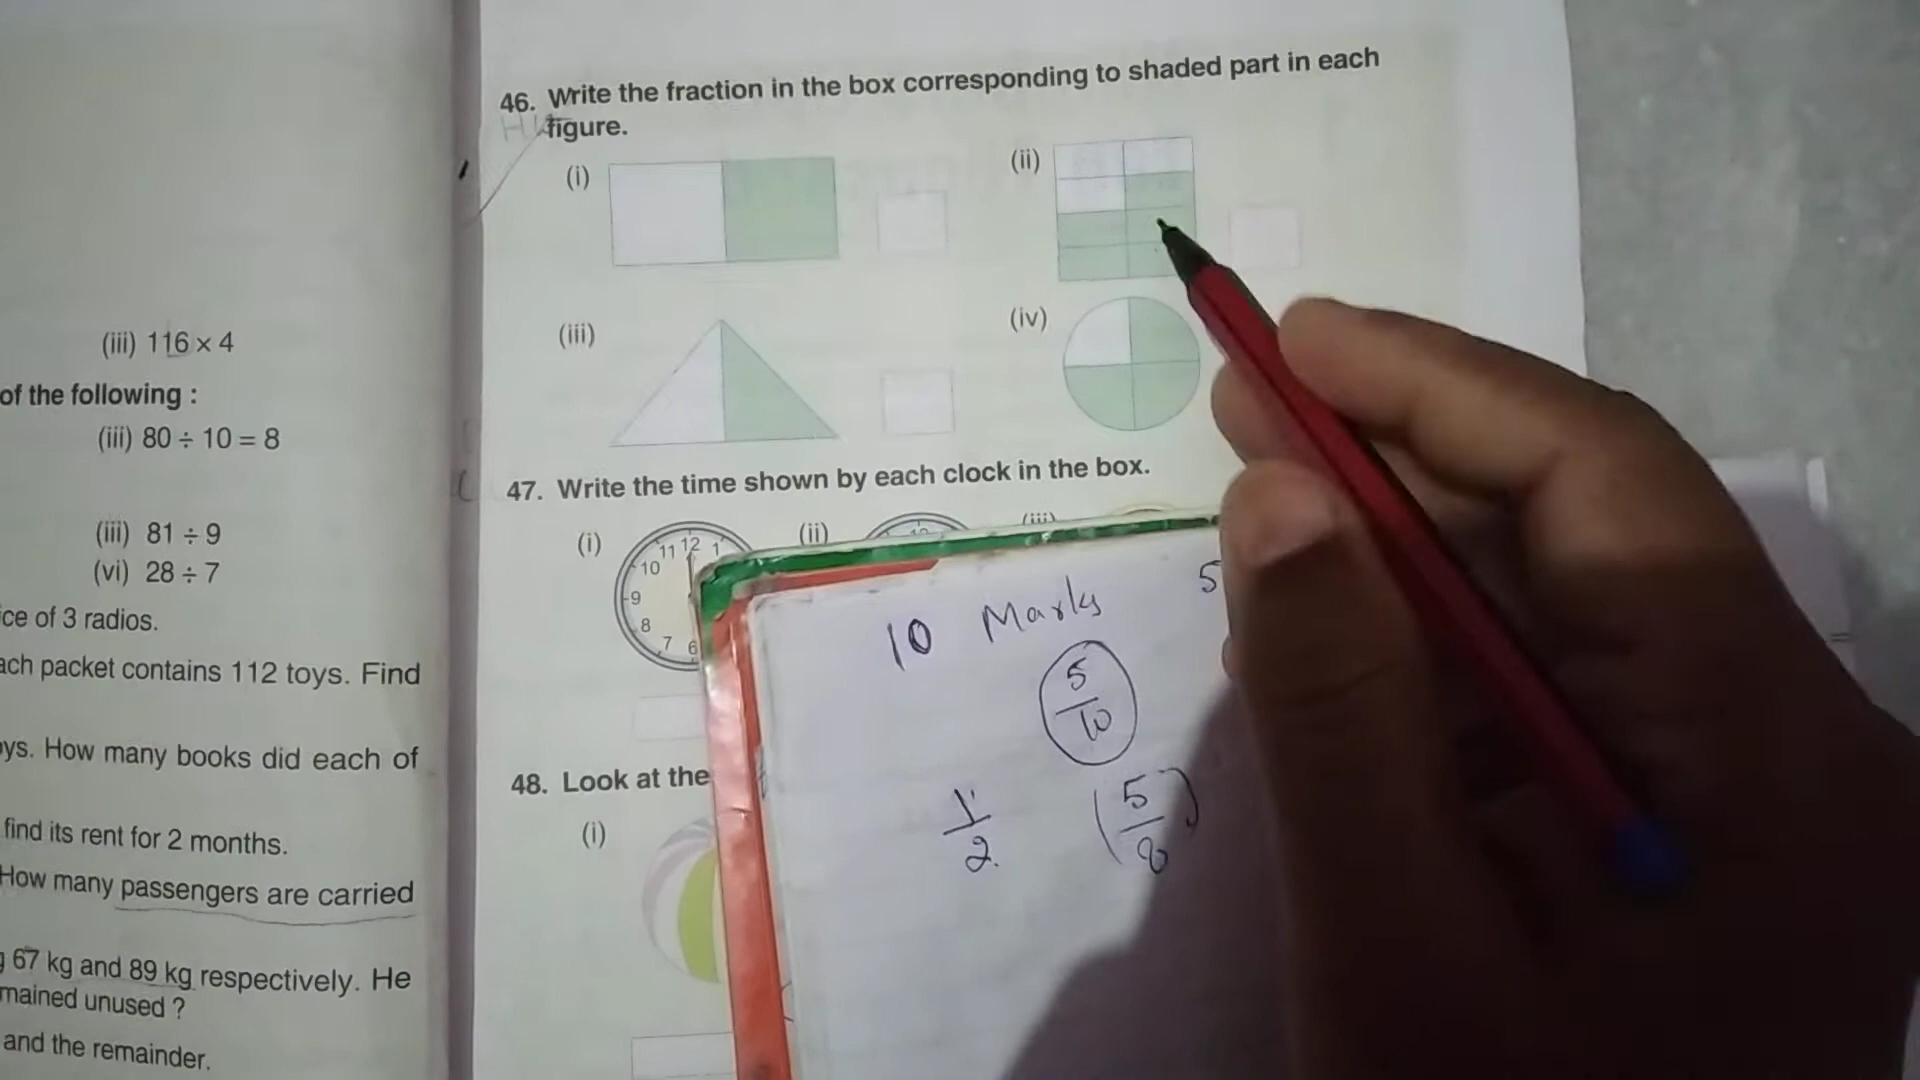 (iii) 116 × 4
of the following :
(iii) 80 ÷ 10 = 8
(iii) 81 ÷ 9
(vi) 28 ÷ 7
ice of 3 radios.
ach packet contains 112 toys. Find
oys. How many books did each of
find its rent for 2 months.
How many passengers are carried
g 67 kg and 89 kg respectively. He
mained unused ?
and the remainder.
46. Write the fraction in the box corresponding to shaded part in each
figure.
(i)
(ii)
(iii)
(iv)
47. Write the time shown by each clock in the box.
(i)
(ii)
(iii)
11 12 1
10
9
8
7 6
48. Look at the
(i)
10 Marks 5
5
10
1
2
5
8